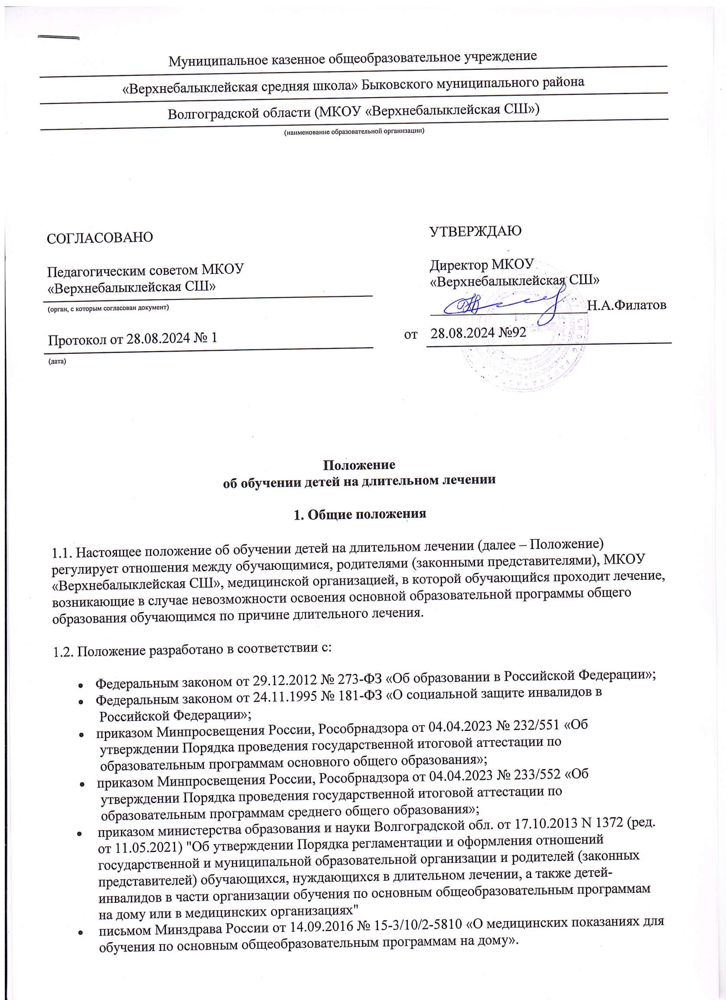 Муниципальное казенное общеобразовательное учреждение
«Верхнебалыклейская средняя школа» Быковского муниципального района
Волгоградской области (МКОУ «Верхнебалыклейская СШ»)
(наименование образовательной организации)
СОГЛАСОВАНО
Педагогическим советом МКОУ
«Верхнебалыклейская СШ»
(орган, с которым согласован документ)
Протокол от 28.08.2024 № 1
(дата)
УТВЕРЖДАЮ
Директор МКОУ
«Верхнебалыклейская СШ»
Н.А.Филатов
от 28.08.2024 №92
Положение
об обучении детей на длительном лечении
1. Общие положения
1.1. Настоящее положение об обучении детей на длительном лечении (далее – Положение)
регулирует отношения между обучающимися, родителями (законными представителями), МКОУ
«Верхнебалыклейская СШ», медицинской организацией, в которой обучающийся проходит лечение,
возникающие в случае невозможности освоения основной образовательной программы общего
образования обучающимся по причине длительного лечения.
1.2. Положение разработано в соответствии с:
• Федеральным законом от 29.12.2012 № 273-ФЗ «Об образовании в Российской Федерации»;
• Федеральным законом от 24.11.1995 № 181-ФЗ «О социальной защите инвалидов в
Российской Федерации»;
• приказом Минпросвещения России, Рособрнадзора от 04.04.2023 № 232/551 «Об
утверждении Порядка проведения государственной итоговой аттестации по
образовательным программам основного общего образования»;
• приказом Минпросвещения России, Рособрнадзора от 04.04.2023 № 233/552 «Об
утверждении Порядка проведения государственной итоговой аттестации по
образовательным программам среднего общего образования»;
• приказом министерства образования и науки Волгоградской обл. от 17.10.2013 N 1372 (ред.
от 11.05.2021) "Об утверждении Порядка регламентации и оформления отношений
государственной и муниципальной образовательной организации и родителей (законных
представителей) обучающихся, нуждающихся в длительном лечении, а также детей-
инвалидов в части организации обучения по основным общеобразовательным программам
на дому или в медицинских организациях"
• письмом Минздрава России от 14.09.2016 № 15-3/10/2-5810 «О медицинских показаниях для
обучения по основным общеобразовательным программам на дому».